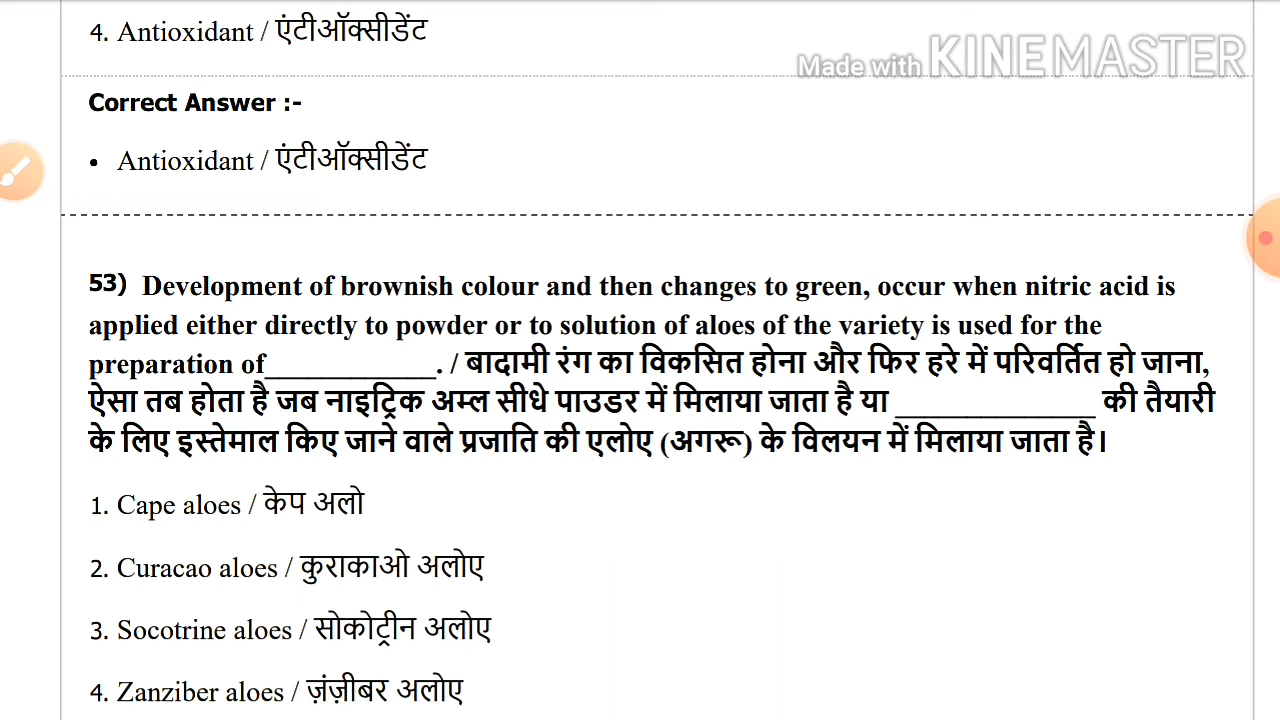 4. Antioxidant / एंटीऑक्सीडेंट
Made with KINEMASTER
Correct Answer :-
• Antioxidant / एंटीऑक्सीडेंट
53) Development of brownish colour and then changes to green, occur when nitric acid is
applied either directly to powder or to solution of aloes of the variety is used for the
preparation of____________. / बादामी रंग का विकसित होना और फिर हरे में परिवर्तित हो जाना,
ऐसा तब होता है जब नाइट्रिक अम्ल सीधे पाउडर में मिलाया जाता है या ______________ की तैयारी
के लिए इस्तेमाल किए जाने वाले प्रजाति की एलोए (अगरू) के विलयन में मिलाया जाता है।
1. Cape aloes / केप अलो
2. Curacao aloes / कुराकाओ अलोए
3. Socotrine aloes / सोकोट्रीन अलोए
4. Zanziber aloes / ज़ंज़ीबर अलोए